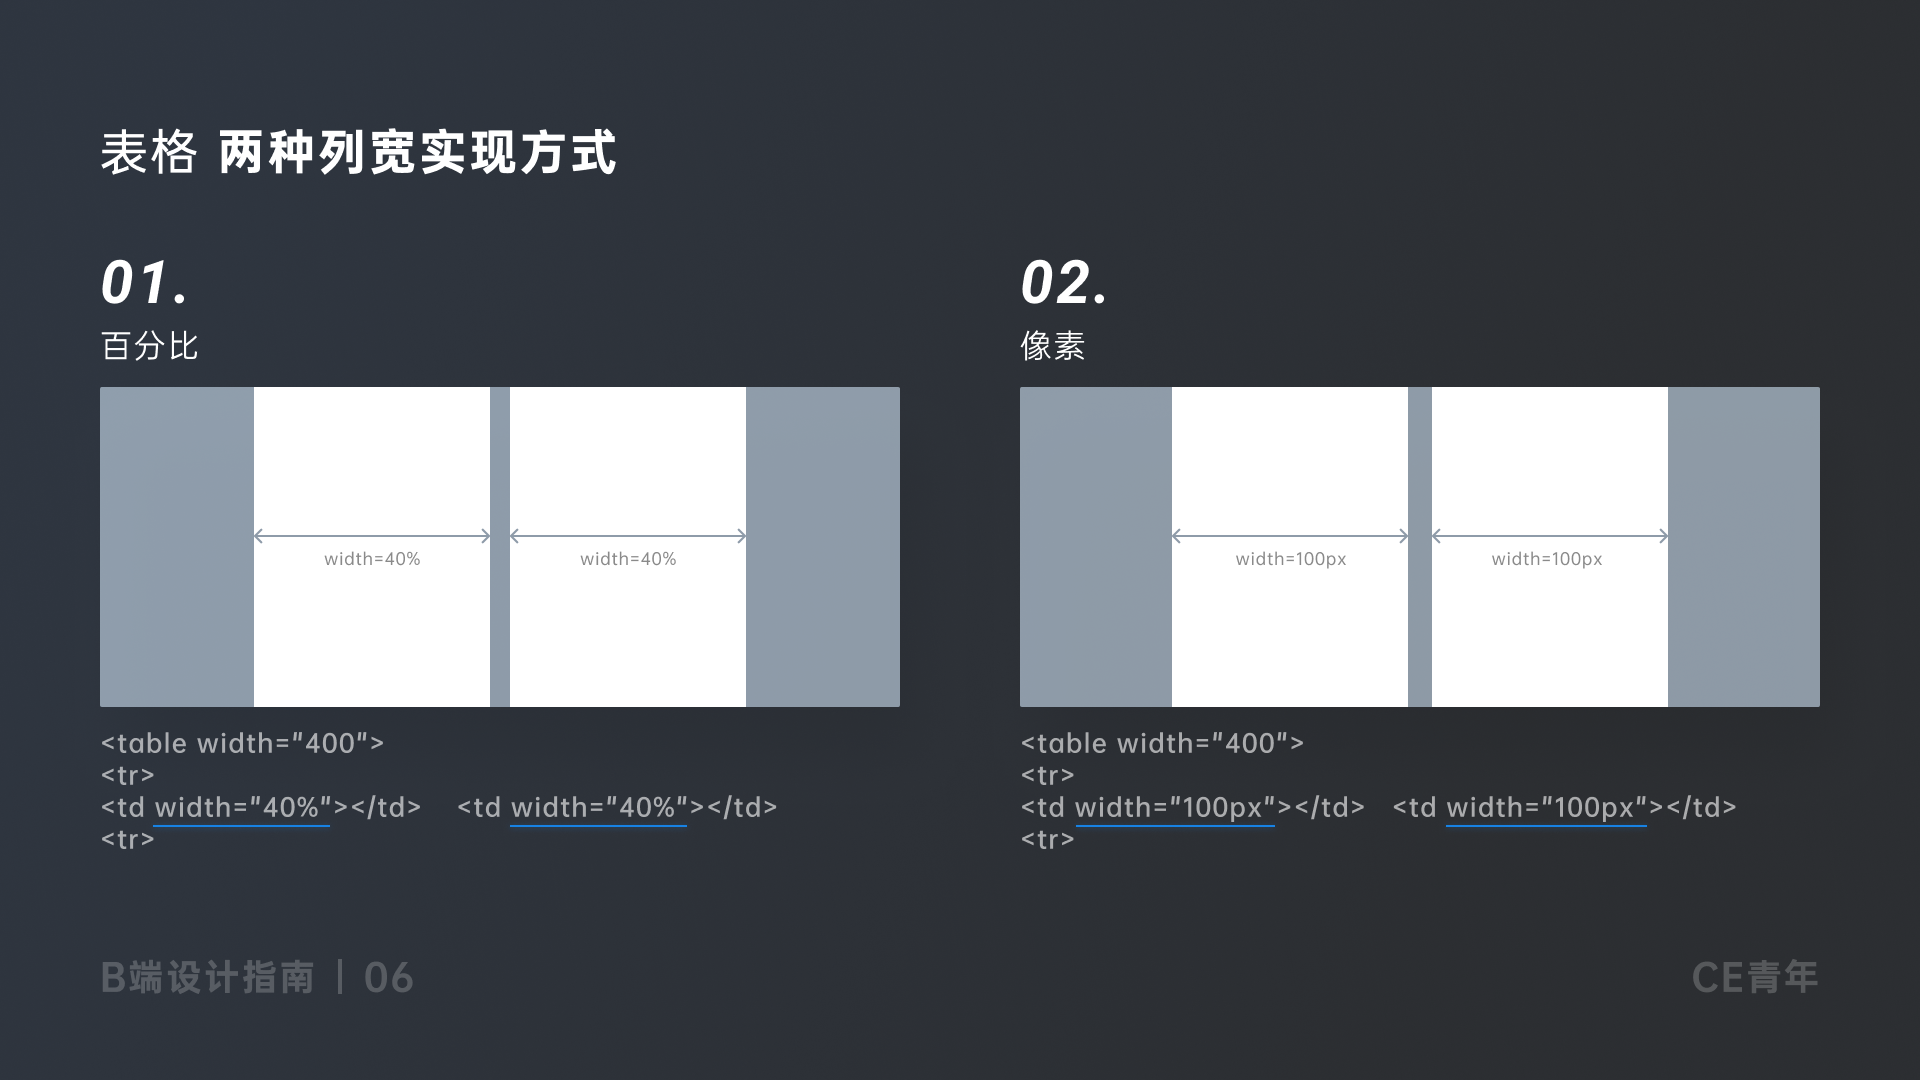 表格 两种列宽实现方式
01.
百分比
width=40% width=40%
<table width="400">
<tr>
<td width="40%"></td> <td width="40%"></td>
<tr>
02.
像素
width=100px width=100px
<table width="400">
<tr>
<td width="100px"></td> <td width="100px"></td>
<tr>
B端设计指南 | 06
CE青年